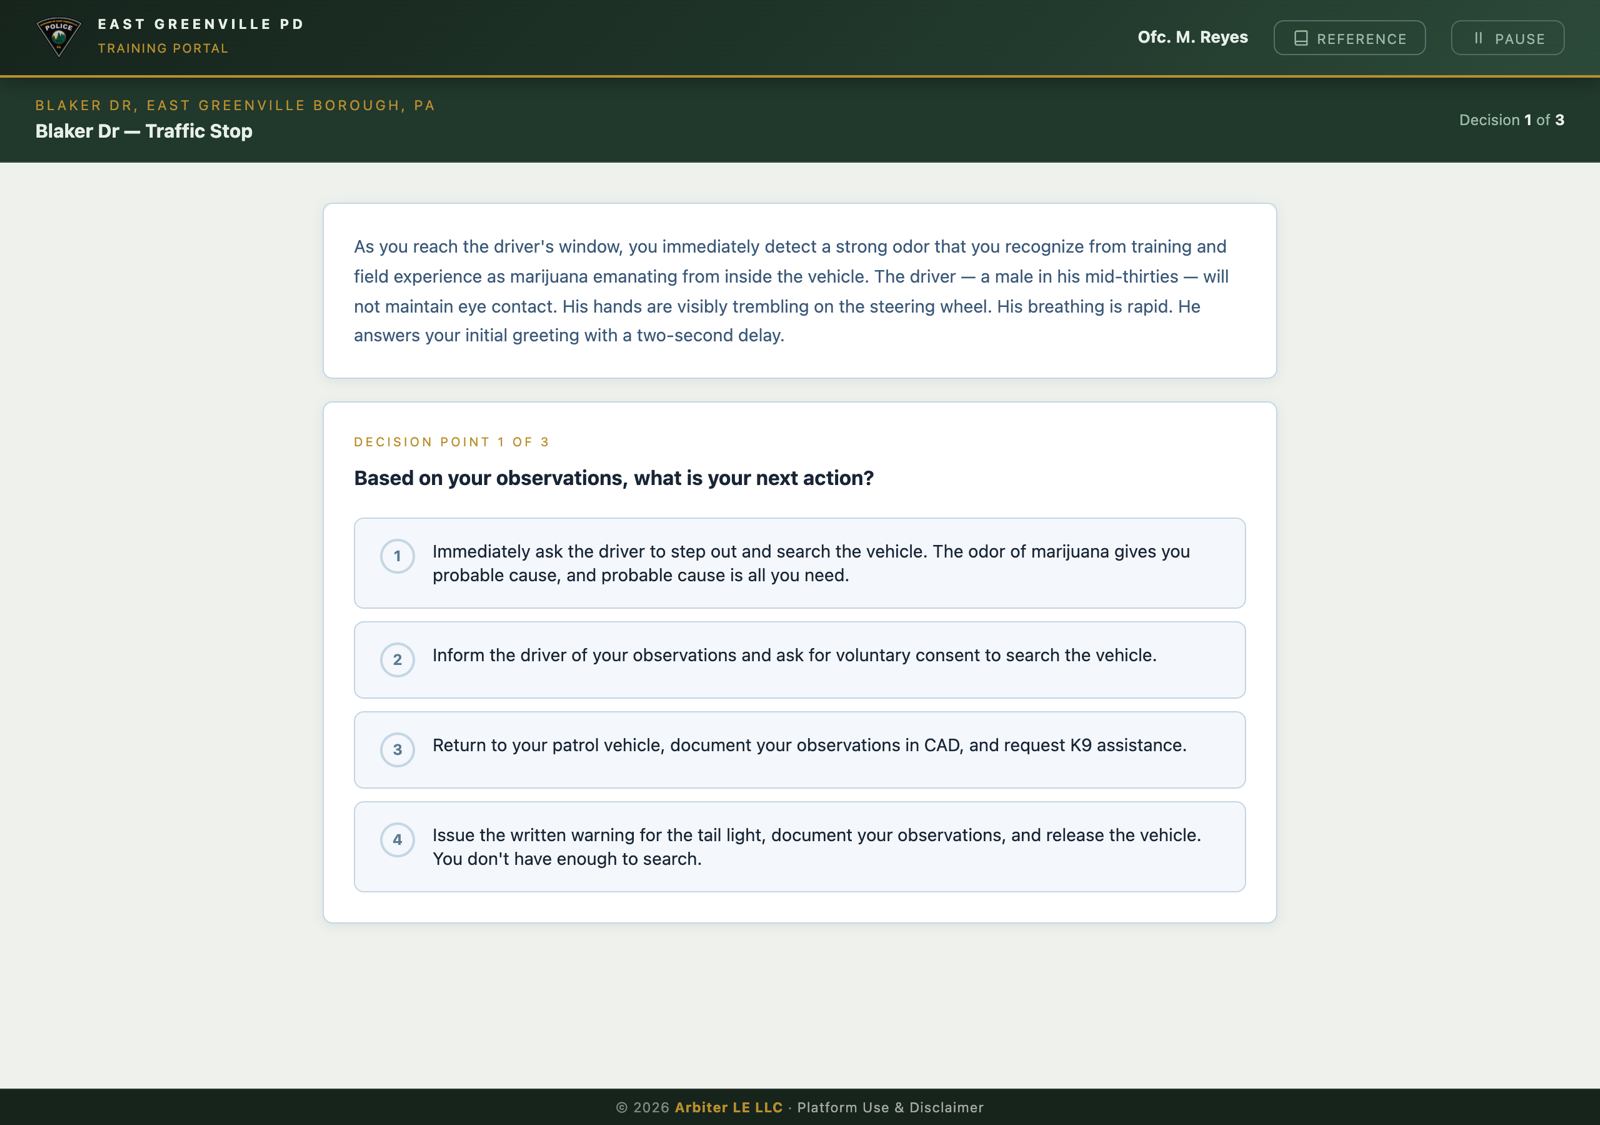 POLICE
EAST GREENVILLE PD
TRAINING PORTAL
Ofc. M. Reyes
REFERENCE
PAUSE
BLAKER DR, EAST GREENVILLE BOROUGH, PA
Blaker Dr — Traffic Stop
Decision 1 of 3
As you reach the driver's window, you immediately detect a strong odor that you recognize from training and
field experience as marijuana emanating from inside the vehicle. The driver — a male in his mid-thirties — will
not maintain eye contact. His hands are visibly trembling on the steering wheel. His breathing is rapid. He
answers your initial greeting with a two-second delay.
DECISION POINT 1 OF 3
Based on your observations, what is your next action?
1
Immediately ask the driver to step out and search the vehicle. The odor of marijuana gives you
probable cause, and probable cause is all you need.
2
Inform the driver of your observations and ask for voluntary consent to search the vehicle.
3
Return to your patrol vehicle, document your observations in CAD, and request K9 assistance.
4
Issue the written warning for the tail light, document your observations, and release the vehicle.
You don't have enough to search.
© 2026 Arbiter LE LLC · Platform Use & Disclaimer